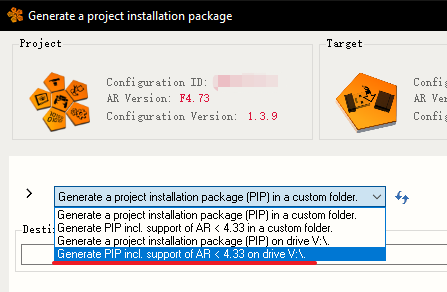 Generate a project installation package
Project
Target
Configuration ID:
AR Version: F4.73
Configuration Version: 1.3.9
Generate a project installation package (PIP) in a custom folder.
Generate a project installation package (PIP) in a custom folder.
Generate PIP incl. support of AR < 4.33 in a custom folder.
Generate a project installation package (PIP) on drive V:\.
Generate PIP incl. support of AR < 4.33 on drive V:\.